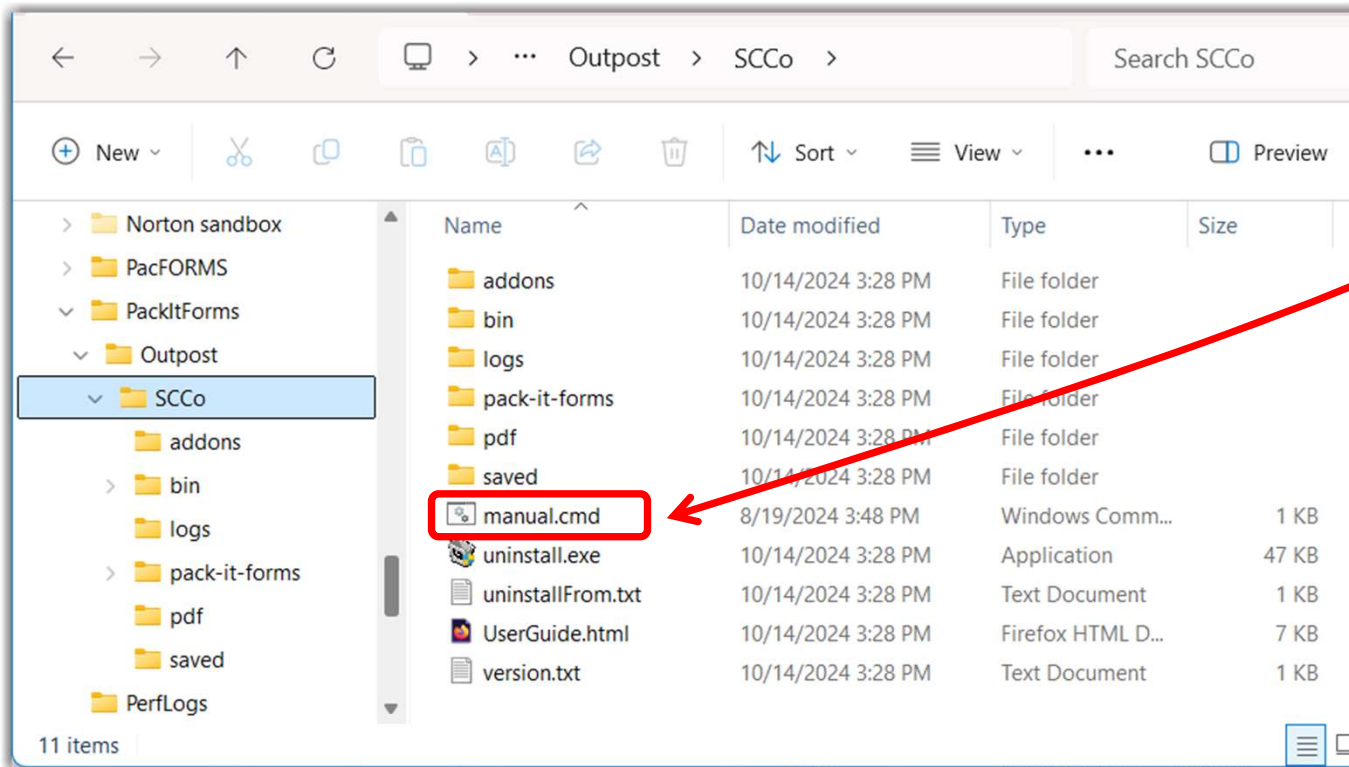 Outpost SCCo
Search SCCo
New Sort View Preview
Norton sandbox
PacFORMS
PackItForms
Outpost
SCCo
addons
bin
logs
pack-it-forms
pdf
saved
PerfLogs
Name Date modified Type Size
addons 10/14/2024 3:28 PM File folder
bin 10/14/2024 3:28 PM File folder
logs 10/14/2024 3:28 PM File folder
pack-it-forms 10/14/2024 3:28 PM File folder
pdf 10/14/2024 3:28 PM File folder
saved 10/14/2024 3:28 PM File folder
manual.cmd 8/19/2024 3:48 PM Windows Comm... 1 KB
uninstall.exe 10/14/2024 3:28 PM Application 47 KB
uninstallFrom.txt 10/14/2024 3:28 PM Text Document 1 KB
UserGuide.html 10/14/2024 3:28 PM Firefox HTML D... 7 KB
version.txt 10/14/2024 3:28 PM Text Document 1 KB
11 items